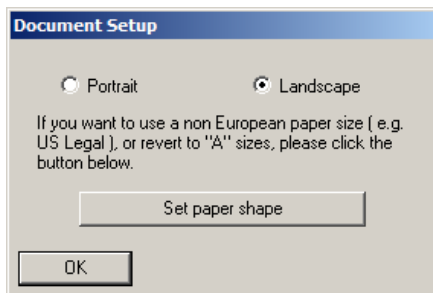 Document Setup
Portrait
Landscape
If you want to use a non European paper size ( e.g.
US Legal ), or revert to "A" sizes, please click the
button below.
Set paper shape
OK